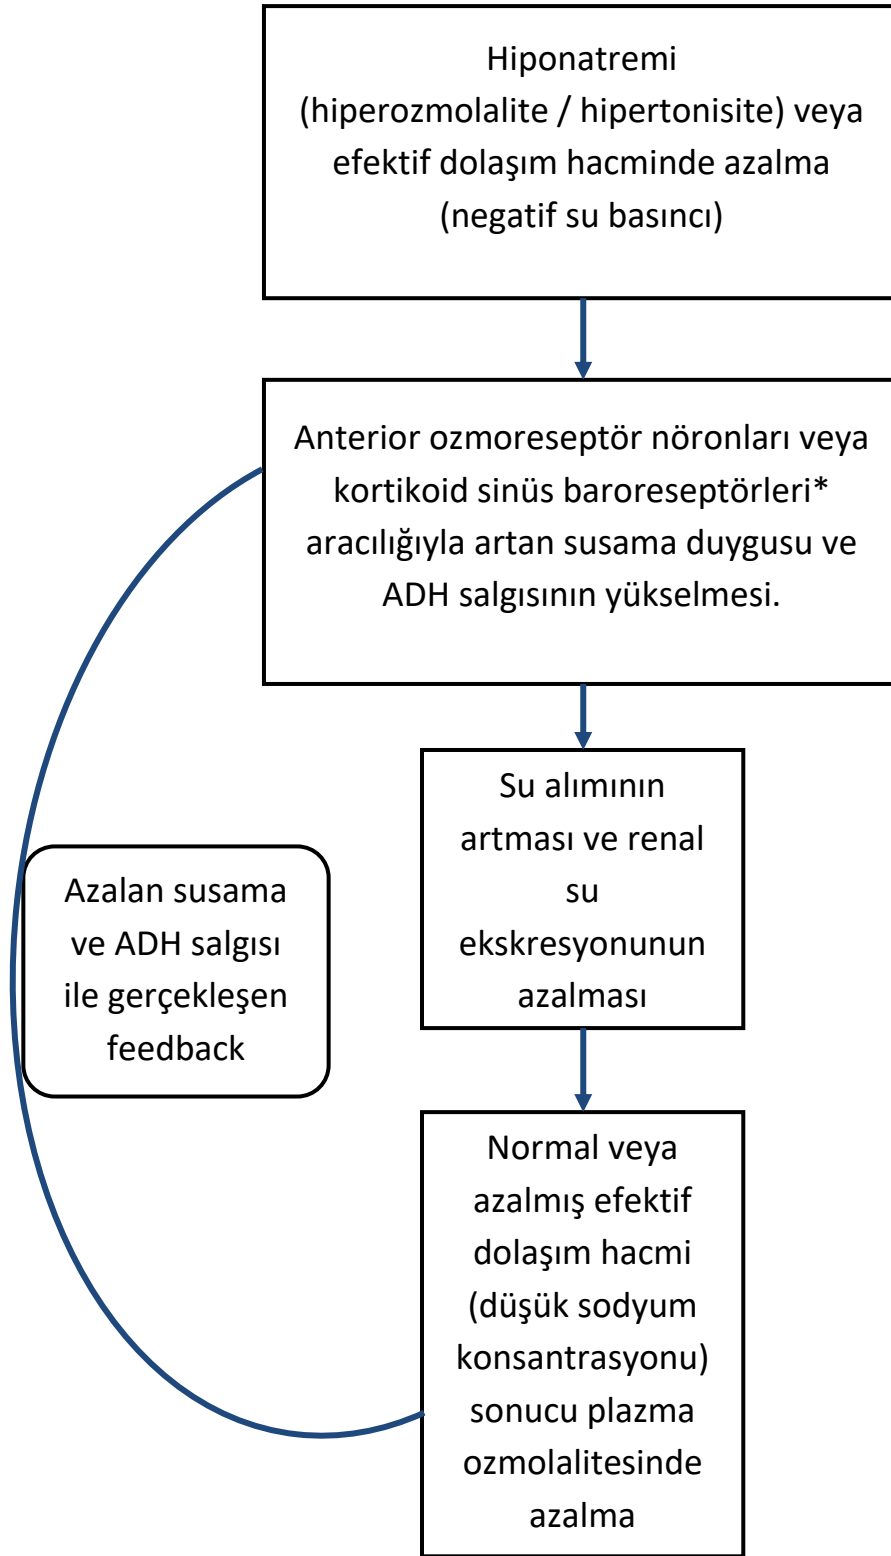 Hiponatremi
(hiperozmolalite / hipertonisite) veya
efektif dolaşım hacminde azalma
(negatif su basıncı)
Anterior ozmoreseptör nöronları veya
kortikoid sinüs baroreseptörleri*
aracılığıyla artan susama duygusu ve
ADH salgısının yükselmesi.
Su alımının
artması ve renal
su
ekskresyonunun
azalması
Azalan susama
ve ADH salgısı
ile gerçekleşen
feedback
Normal veya
azalmış efektif
dolaşım hacmi
(düşük sodyum
konsantrasyonu)
sonucu plazma
ozmolalitesinde
azalma